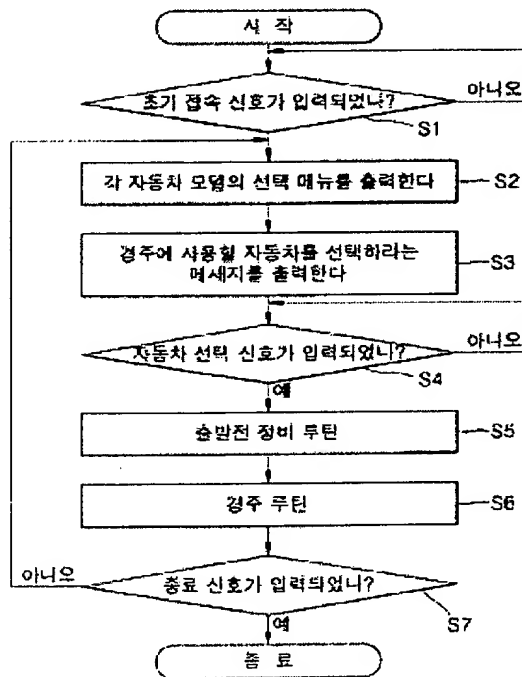 시 작
초기 접속 신호가 입력되었나?
아니오
S1
각 자동차 모델의 선택 메뉴를 출력한다
S2
경주에 사용할 자동차를 선택하라는
메세지를 출력한다
S3
자동차 선택 신호가 입력되었나?
아니오
S4
예
출발전 정비 루틴
S5
경주 루틴
S6
아니오
종료 신호가 입력되었나?
S7
예
종 료